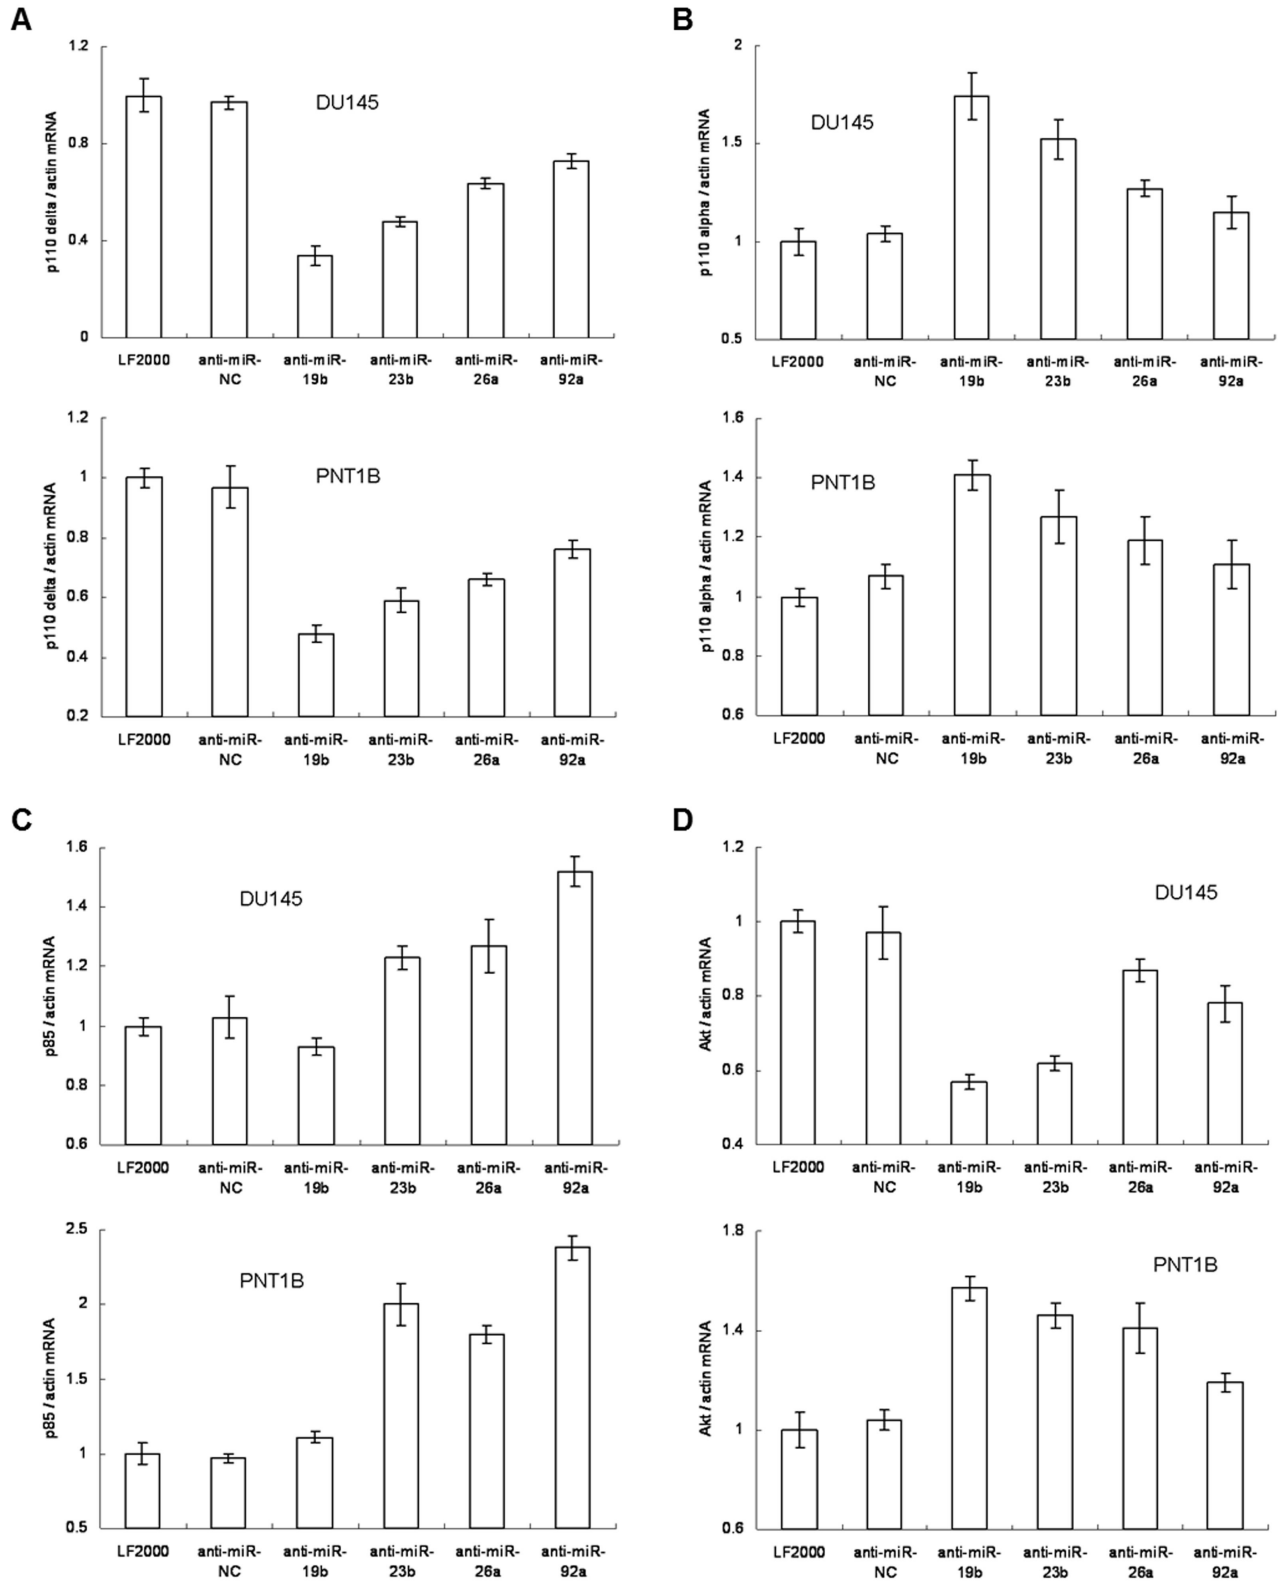 A
1.2
0.8
0.4
0
p110 delta / actin mRNA
DU145
LF2000 anti-miR- anti-miR- anti-miR- anti-miR- anti-miR-
NC 19b 23b 26a 92a
1.2
1
0.8
0.6
0.4
0.2
p110 delta / actin mRNA
PNT1B
LF2000 anti-miR- anti-miR- anti-miR- anti-miR- anti-miR-
NC 19b 23b 26a 92a
B
2
1.5
1
0.5
p110 alpha / actin mRNA
DU145
LF2000 anti-miR- anti-miR- anti-miR- anti-miR- anti-miR-
NC 19b 23b 26a 92a
1.6
1.4
1.2
1
0.8
0.6
p110 alpha / actin mRNA
PNT1B
LF2000 anti-miR- anti-miR- anti-miR- anti-miR- anti-miR-
NC 19b 23b 26a 92a
C
1.6
1.4
1.2
1
0.8
0.6
p85 / actin mRNA
DU145
LF2000 anti-miR- anti-miR- anti-miR- anti-miR- anti-miR-
NC 19b 23b 26a 92a
2.5
2
1.5
1
0.5
p85 / actin mRNA
PNT1B
LF2000 anti-miR- anti-miR- anti-miR- anti-miR- anti-miR-
NC 19b 23b 26a 92a
D
1.2
1
0.8
0.6
0.4
Akt / actin mRNA
DU145
LF2000 anti-miR- anti-miR- anti-miR- anti-miR- anti-miR-
NC 19b 23b 26a 92a
1.8
1.4
1
0.6
Akt / actin mRNA
PNT1B
LF2000 anti-miR- anti-miR- anti-miR- anti-miR- anti-miR-
NC 19b 23b 26a 92a